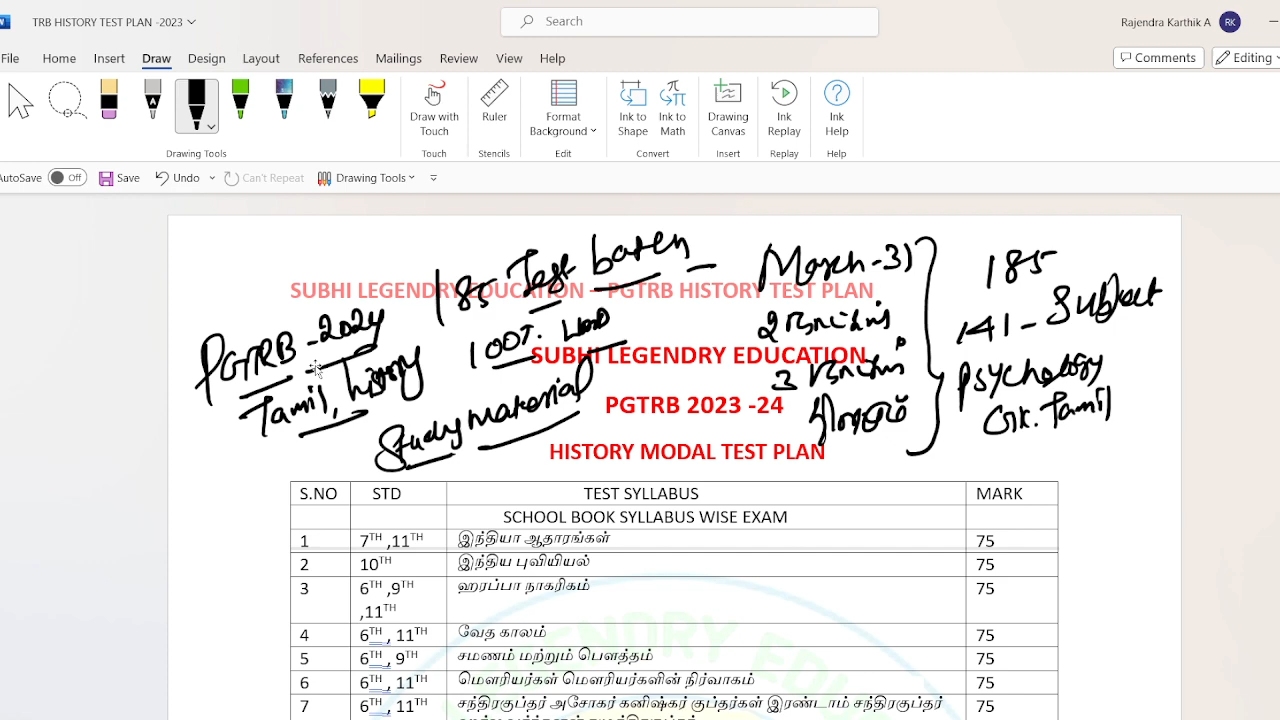 TRB HISTORY TEST PLAN -2023
Search
Rajendra Karthik A RK
File Home Insert Draw Design Layout References Mailings Review View Help
Comments Editing
Draw with Touch
Ruler
Format Background
Ink to Shape
Ink to Math
Drawing Canvas
Ink Replay
Ink Help
Drawing Tools Touch Stencils Edit Convert Insert Replay Help
AutoSave Off Save Undo Can't Repeat Drawing Tools
SUBHI LEGENDRY EDUCATION – PGTRB HISTORY TEST PLAN
185 Test
March-31
185
PGTRB-2024
Tamil, history
100
Study material
2
3
141 - Subject
Psychology
Gk. Tamil
SUBHI LEGENDRY EDUCATION
PGTRB 2023 -24
HISTORY MODAL TEST PLAN
S.NO STD TEST SYLLABUS MARK
SCHOOL BOOK SYLLABUS WISE EXAM
1 7TH ,11TH இந்தியா ஆதாரங்கள் 75
2 10TH இந்திய புவியியல் 75
3 6TH ,9TH ஹரப்பா நாகரிகம் 75
,11TH
4 6TH , 11TH வேத காலம் 75
5 6TH , 9TH சமணம் மற்றும் பௌத்தம் 75
6 6TH , 11TH மௌரியர்கள் மௌரியர்களின் நிர்வாகம் 75
7 6TH , 11TH சந்திரகுப்தர் அசோகர் கனிஷ்கர் குப்தர்கள் இரண்டாம் சந்திரகுப்தர் 75